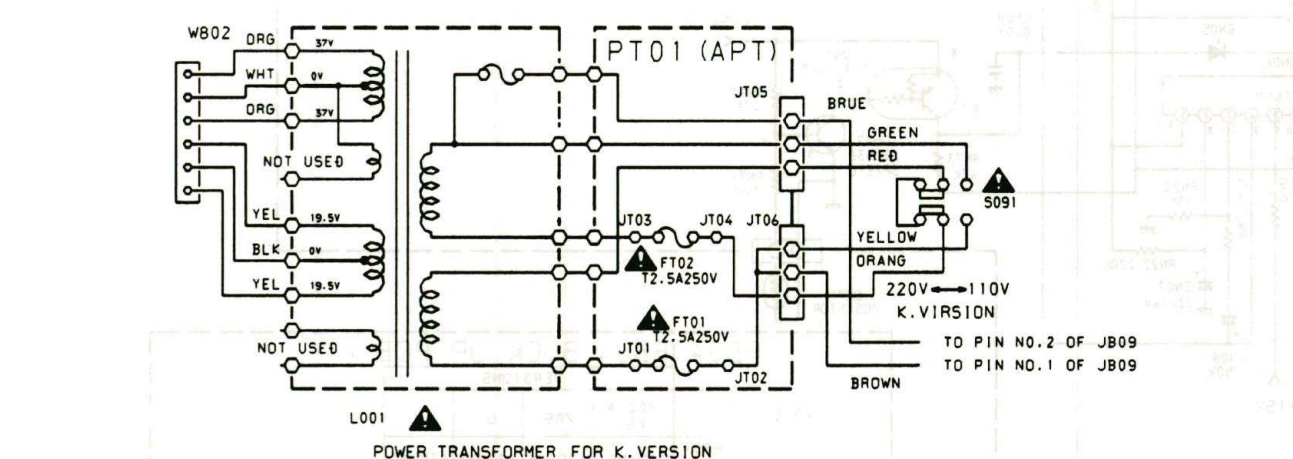 W802
ORG
37V
WHT
0V
ORG
37V
NOT USED
YEL
19.5V
BLK
0V
YEL
19.5V
NOT USED
PT01 (APT)
JT05
BRUE
GREEN
RED
S091
JT03
JT04
JT06
YELLOW
ORANG
FT02
T2.5A250V
220V ↔ 110V
K.VIRSION
FT01
T2.5A250V
JT01
JT02
TO PIN NO.2 OF JB09
TO PIN NO.1 OF JB09
BROWN
L001
POWER TRANSFORMER FOR K.VERSION